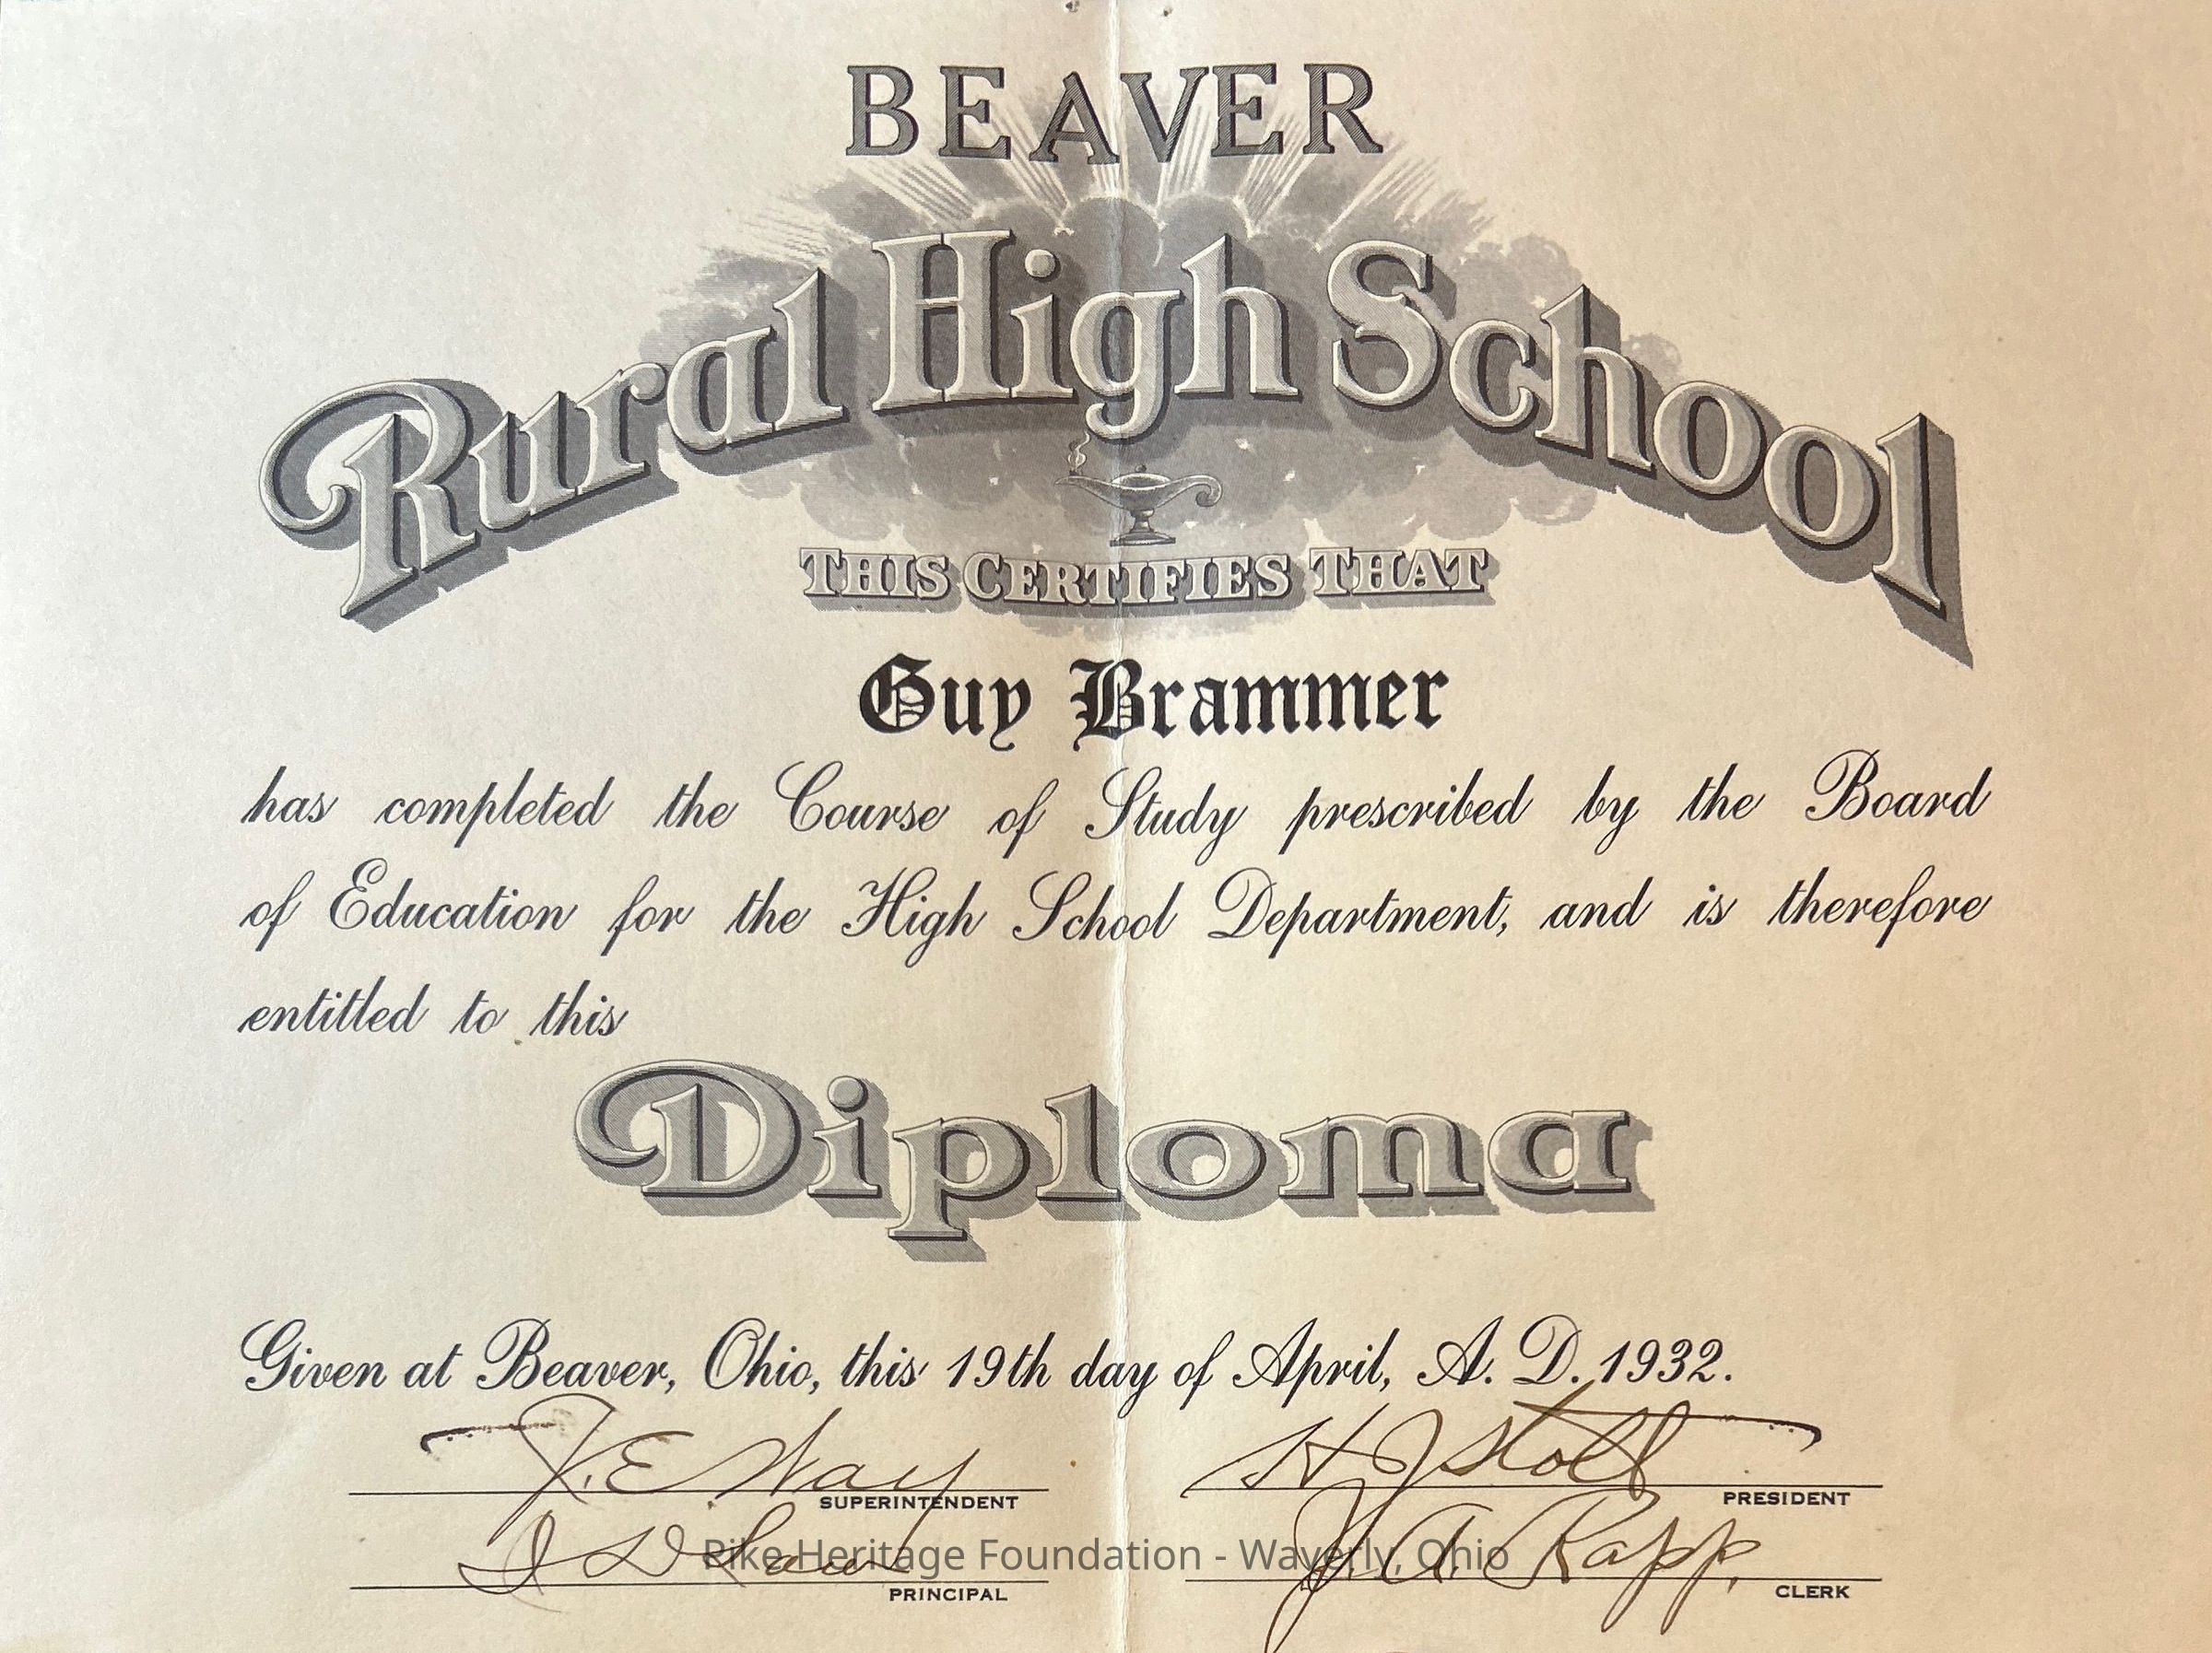 BEAVER
Rural High School
THIS CERTIFIES THAT
Guy Brammer
has completed the Course of Study prescribed by the Board
of Education for the High School Department, and is therefore
entitled to this
Diploma
Given at Beaver, Ohio, this 19th day of April, A. D. 1932.
SUPERINTENDENT
H J Stoll
PRESIDENT
Pike Heritage Foundation - Waverly, Ohio
PRINCIPAL
J. A. Rapp.
CLERK